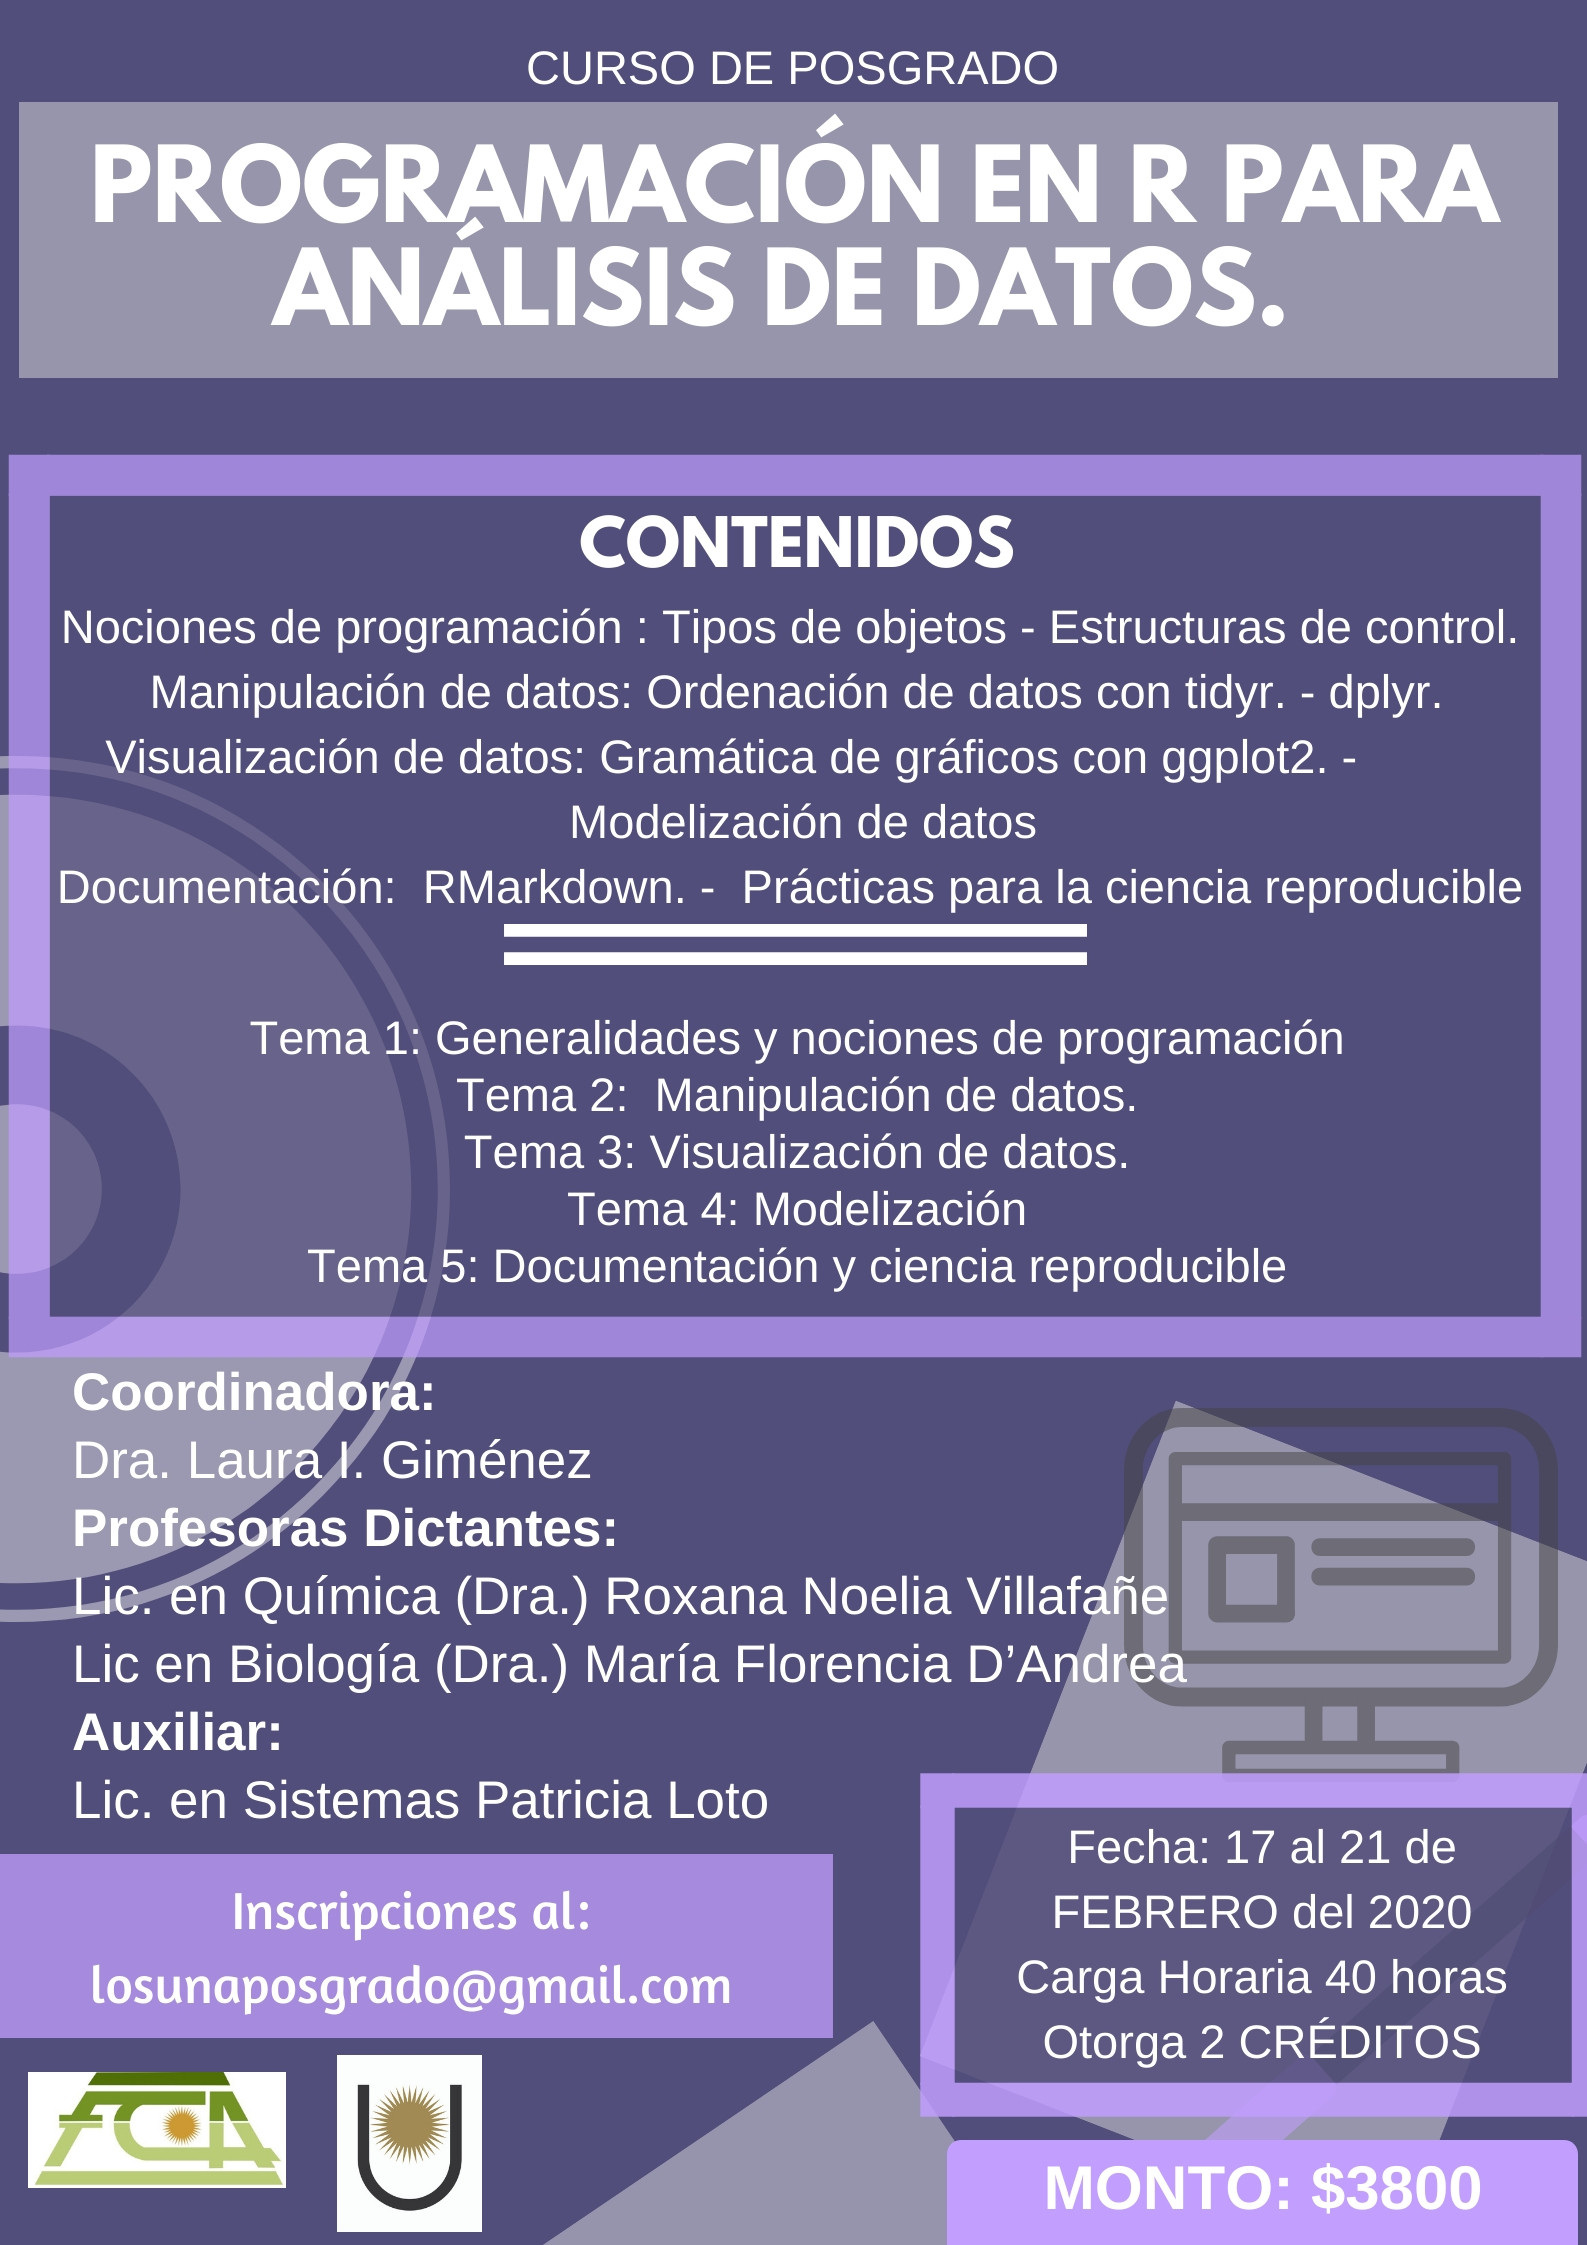 CURSO DE POSGRADO
PROGRAMACIÓN EN R PARA
ANÁLISIS DE DATOS.
CONTENIDOS
Nociones de programación : Tipos de objetos - Estructuras de control.
Manipulación de datos: Ordenación de datos con tidyr. - dplyr.
Visualización de datos: Gramática de gráficos con ggplot2. -
Modelización de datos
Documentación:  RMarkdown. -  Prácticas para la ciencia reproducible
Tema 1: Generalidades y nociones de programación
Tema 2:  Manipulación de datos.
Tema 3: Visualización de datos.
Tema 4: Modelización
Tema 5: Documentación y ciencia reproducible
Coordinadora:
Dra. Laura I. Giménez
Profesoras Dictantes:
Lic. en Química (Dra.) Roxana Noelia Villafañe
Lic en Biología (Dra.) María Florencia D’Andrea
Auxiliar:
Lic. en Sistemas Patricia Loto
Inscripciones al:
losunaposgrado@gmail.com
Fecha: 17 al 21 de
FEBRERO del 2020
Carga Horaria 40 horas
Otorga 2 CRÉDITOS
FCA
MONTO: $3800